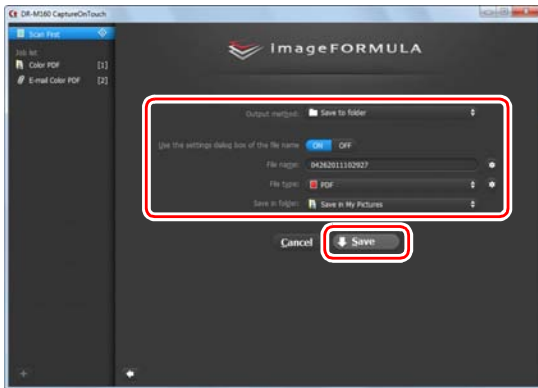 DR-M160 CaptureOnTouch
Scan First
imageFORMULA
Job list
Color PDF [1]
E-mail Color PDF [2]
Output method: Save to folder
Use the settings dialog box of the file name ON OFF
File name: 04262011102927
File type: PDF
Save in folder: Save in My Pictures
Cancel Save